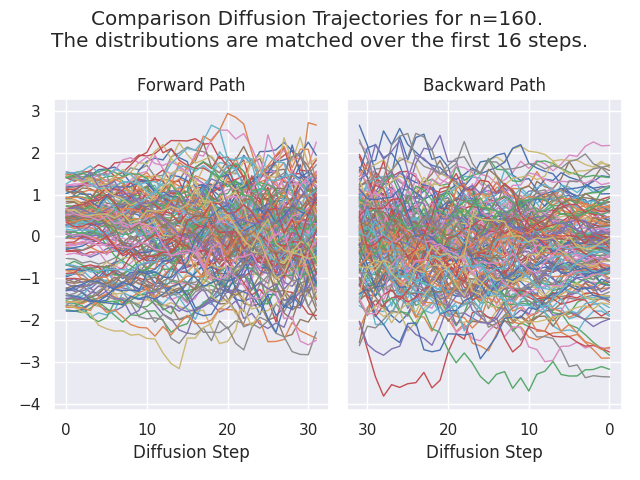 Comparison Diffusion Trajectories for n=160.
The distributions are matched over the first 16 steps.
Forward Path
Backward Path
3
2
1
0
−1
−2
−3
−4
0 10 20 30
30 20 10 0
Diffusion Step
Diffusion Step